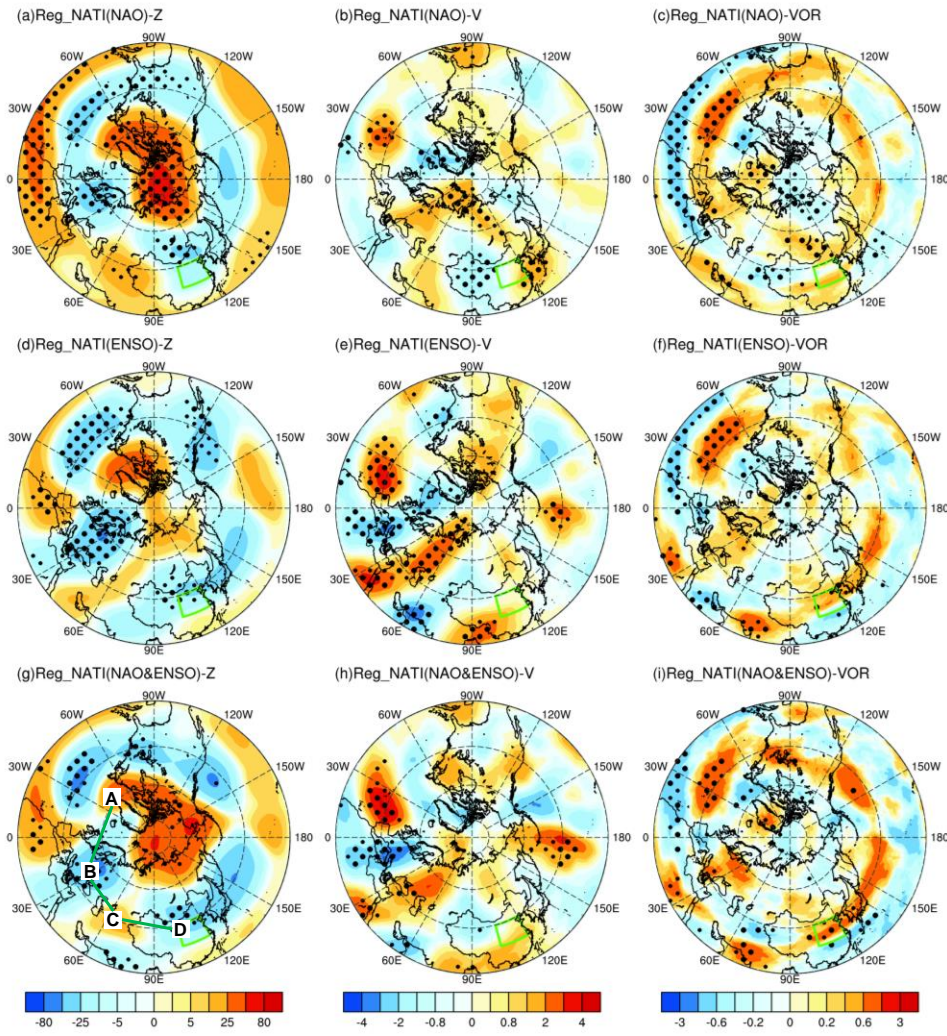 (a)Reg_NATI(NAO)-Z (b)Reg_NATI(NAO)-V (c)Reg_NATI(NAO)-VOR
90W 90W 90W
60W 120W 60W 120W 60W 120W
30W 150W 30W 150W 30W 150W
0 180 0 180 0 180
30E 150E 30E 150E 30E 150E
60E 120E 60E 120E 60E 120E
90E 90E 90E
(d)Reg_NATI(ENSO)-Z (e)Reg_NATI(ENSO)-V (f)Reg_NATI(ENSO)-VOR
90W 90W 90W
60W 120W 60W 120W 60W 120W
30W 150W 30W 150W 30W 150W
0 180 0 180 0 180
30E 150E 30E 150E 30E 150E
60E 120E 60E 120E 60E 120E
90E 90E 90E
(g)Reg_NATI(NAO&ENSO)-Z (h)Reg_NATI(NAO&ENSO)-V (i)Reg_NATI(NAO&ENSO)-VOR
90W 90W 90W
60W 120W 60W 120W 60W 120W
30W 150W 30W 150W 30W 150W
A
0 180 0 180 0 180
B
30E 150E 30E 150E 30E 150E
C D
60E 120E 60E 120E 60E 120E
90E 90E 90E
-80 -25 -5 0 5 25 80 -4 -2 -0.8 0 0.8 2 4 -3 -1.2 -0.6 0 0.6 1.2 3